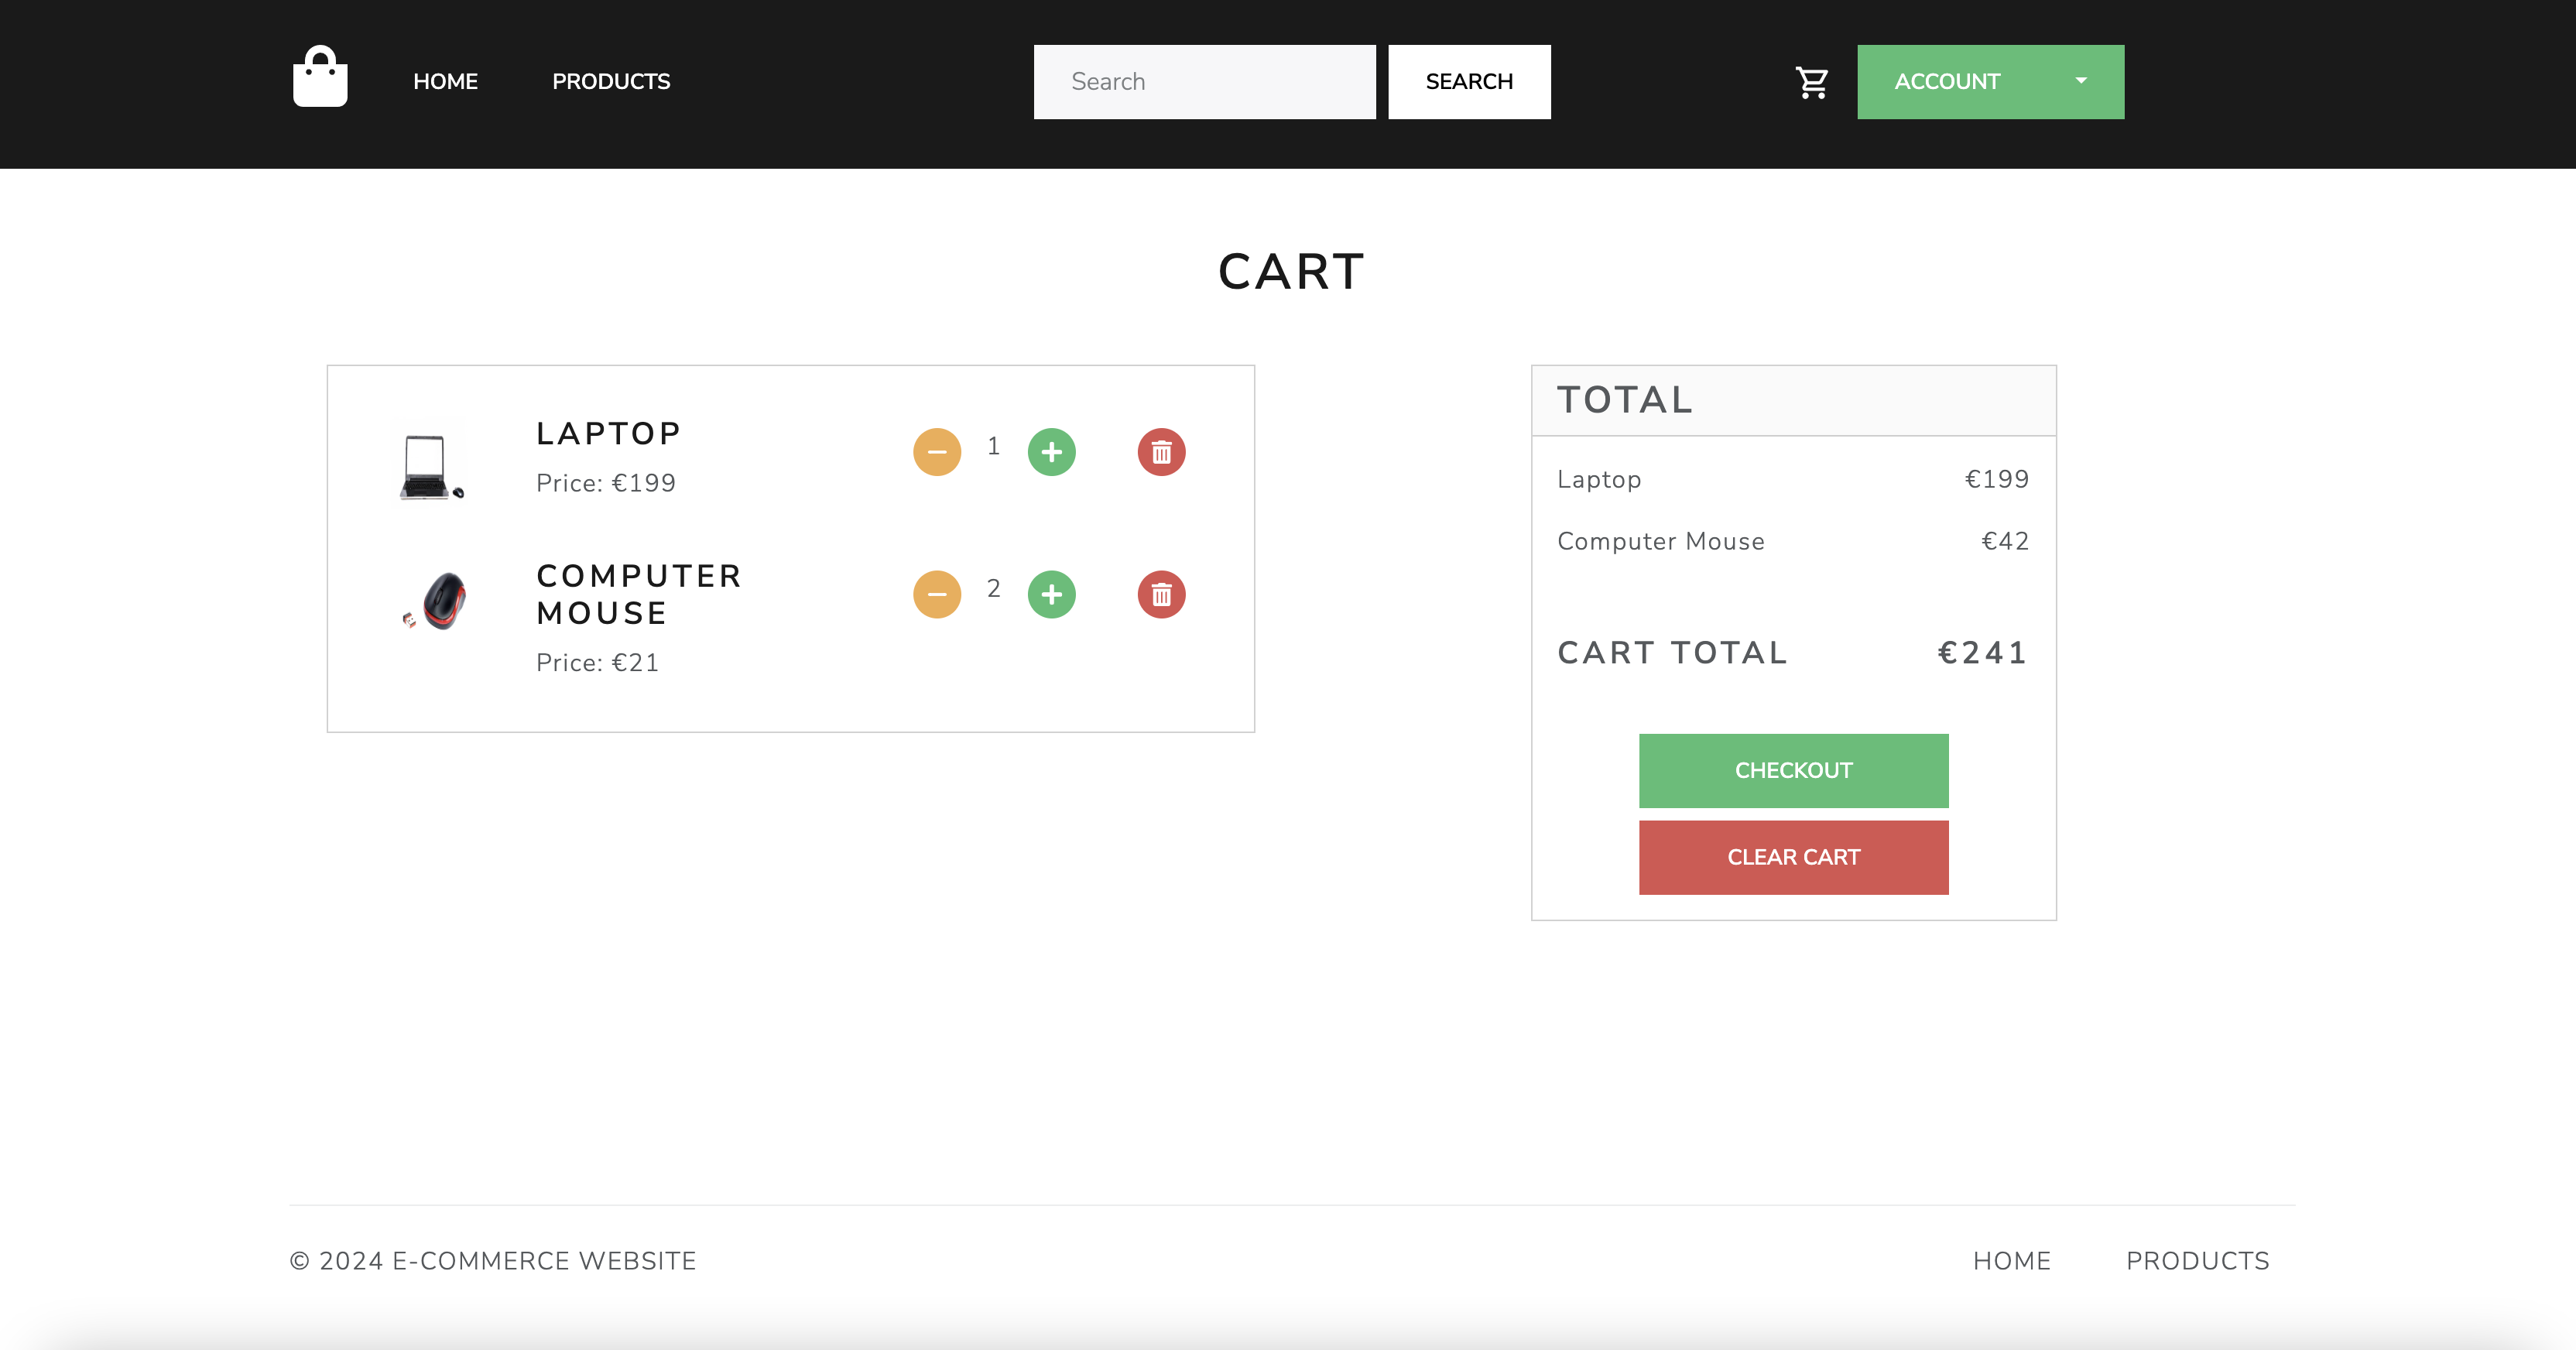 HOME PRODUCTS Search SEARCH ACCOUNT
CART
LAPTOP
Price: €199
1
COMPUTER
MOUSE
Price: €21
2
TOTAL
Laptop €199
Computer Mouse €42
CART TOTAL €241
CHECKOUT
CLEAR CART
© 2024 E-COMMERCE WEBSITE HOME PRODUCTS